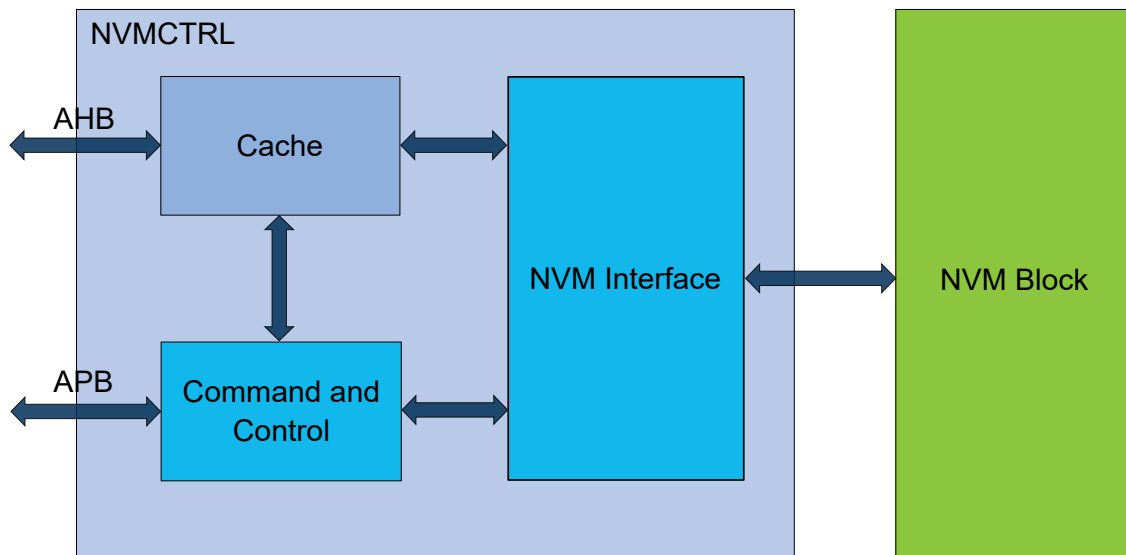 NVMCTRL
AHB
Cache
NVM Interface
NVM Block
APB
Command and
Control